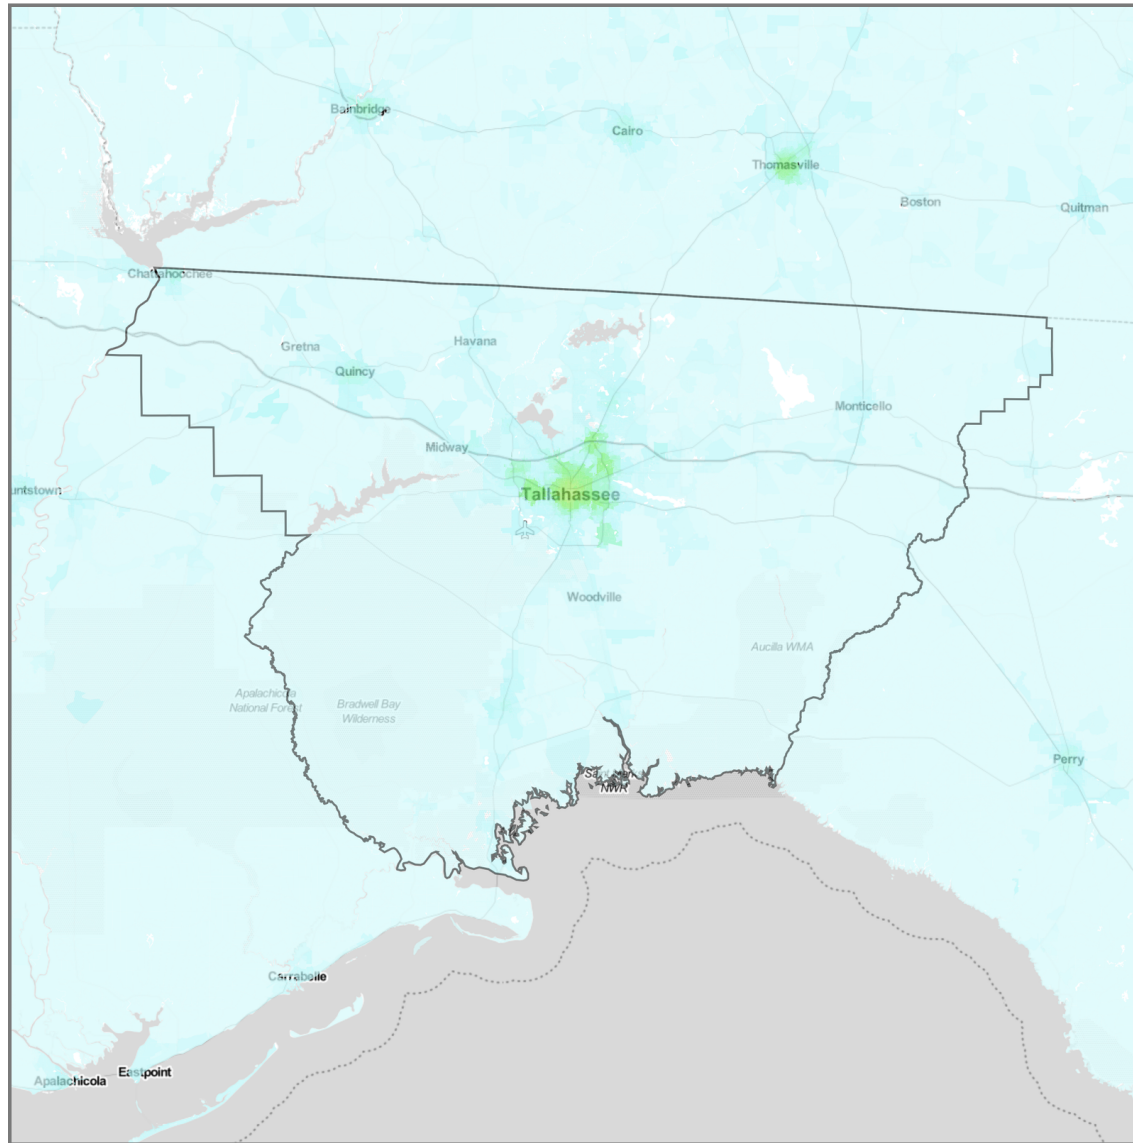 Bainbridge
Cairo
Thomasville
Boston
Quitman
Chattahoochee
Gretna
Havana
Quincy
Monticello
Midway
untstown
Tallahassee
Woodville
Aucilla WMA
Apalachicola
National Forest
Bradwell Bay
Wilderness
Perry
NWR
Carrabelle
Eastpoint
Apalachicola